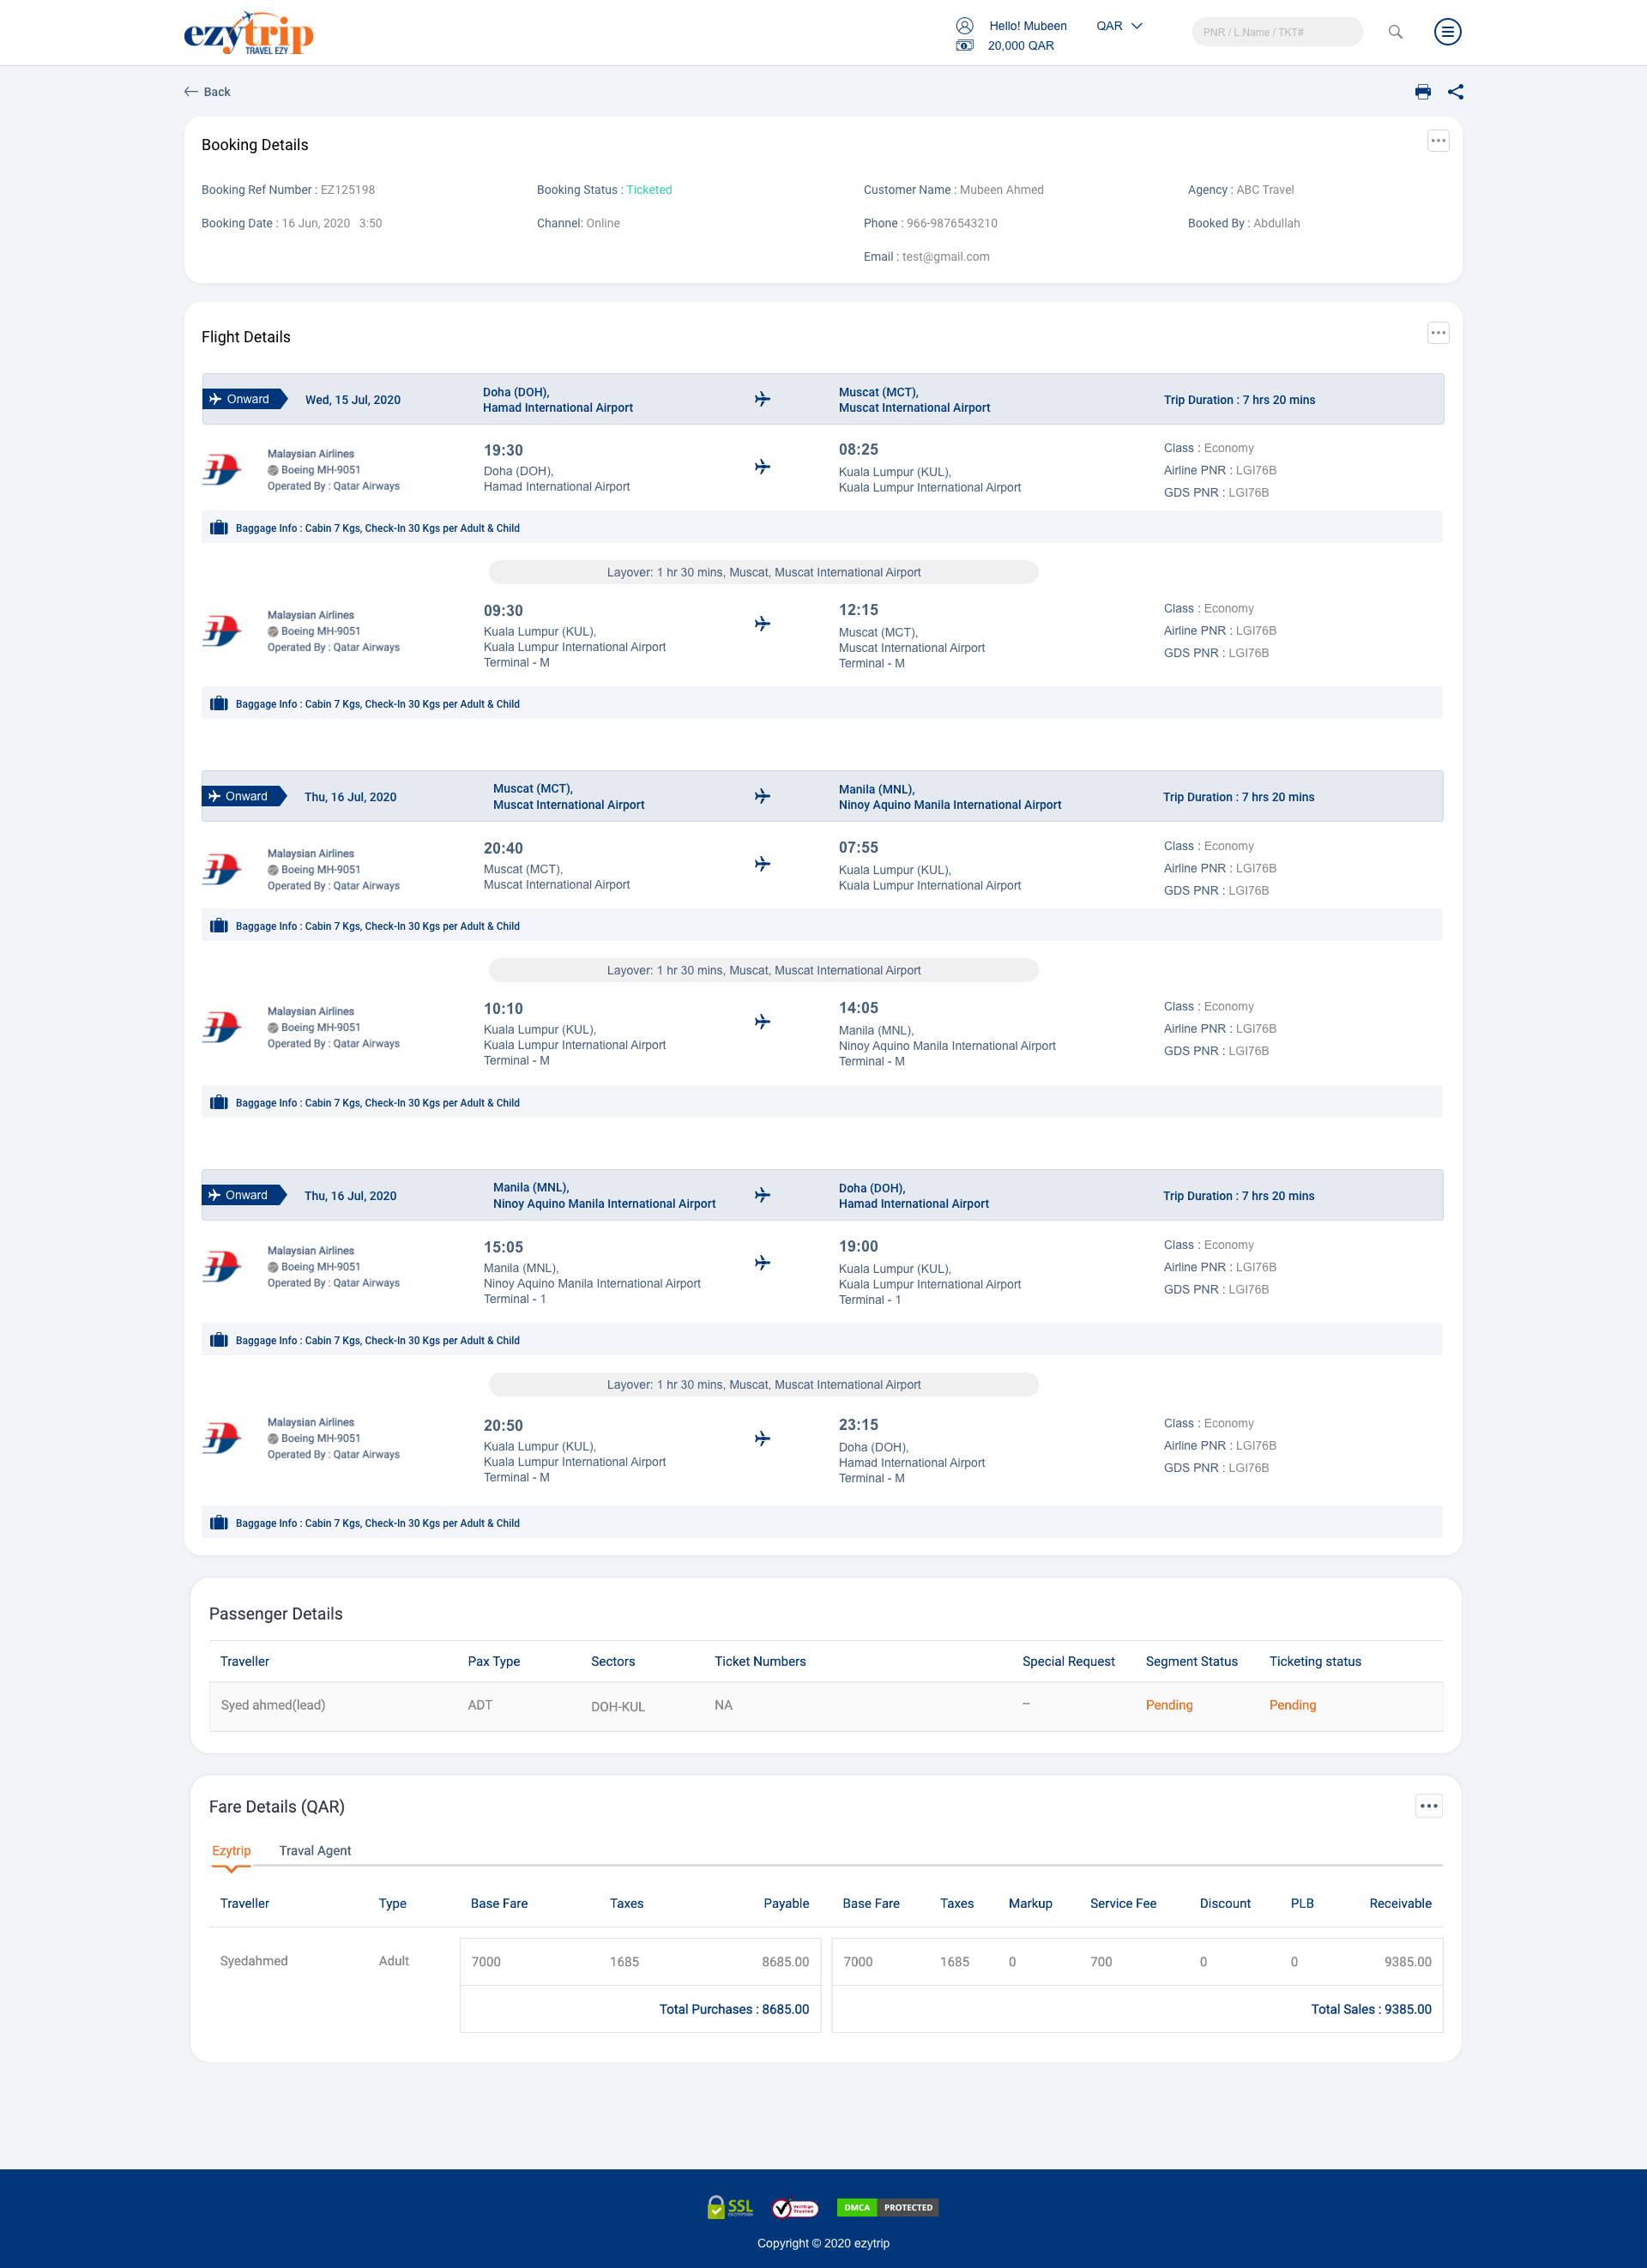 ezytrip
TRAVEL EZY
Hello! Mubeen
QAR
20,000 QAR
PNR / L.Name / TKT#
Back
Booking Details
Booking Ref Number : EZ125198
Booking Status : Ticketed
Customer Name : Mubeen Ahmed
Agency : ABC Travel
Booking Date : 16 Jun, 2020 3:50
Channel: Online
Phone : 966-9876543210
Booked By : Abdullah
Email : test@gmail.com
Flight Details
Onward
Wed, 15 Jul, 2020
Doha (DOH),
Hamad International Airport
Muscat (MCT),
Muscat International Airport
Trip Duration : 7 hrs 20 mins
Malaysian Airlines
Boeing MH-9051
Operated By : Qatar Airways
19:30
Doha (DOH),
Hamad International Airport
08:25
Kuala Lumpur (KUL),
Kuala Lumpur International Airport
Class : Economy
Airline PNR : LGI76B
GDS PNR : LGI76B
Baggage Info : Cabin 7 Kgs, Check-In 30 Kgs per Adult & Child
Layover: 1 hr 30 mins, Muscat, Muscat International Airport
Malaysian Airlines
Boeing MH-9051
Operated By : Qatar Airways
09:30
Kuala Lumpur (KUL),
Kuala Lumpur International Airport
Terminal - M
12:15
Muscat (MCT),
Muscat International Airport
Terminal - M
Class : Economy
Airline PNR : LGI76B
GDS PNR : LGI76B
Baggage Info : Cabin 7 Kgs, Check-In 30 Kgs per Adult & Child
Onward
Thu, 16 Jul, 2020
Muscat (MCT),
Muscat International Airport
Manila (MNL),
Ninoy Aquino Manila International Airport
Trip Duration : 7 hrs 20 mins
Malaysian Airlines
Boeing MH-9051
Operated By : Qatar Airways
20:40
Muscat (MCT),
Muscat International Airport
07:55
Kuala Lumpur (KUL),
Kuala Lumpur International Airport
Class : Economy
Airline PNR : LGI76B
GDS PNR : LGI76B
Baggage Info : Cabin 7 Kgs, Check-In 30 Kgs per Adult & Child
Layover: 1 hr 30 mins, Muscat, Muscat International Airport
Malaysian Airlines
Boeing MH-9051
Operated By : Qatar Airways
10:10
Kuala Lumpur (KUL),
Kuala Lumpur International Airport
Terminal - M
14:05
Manila (MNL),
Ninoy Aquino Manila International Airport
Terminal - M
Class : Economy
Airline PNR : LGI76B
GDS PNR : LGI76B
Baggage Info : Cabin 7 Kgs, Check-In 30 Kgs per Adult & Child
Onward
Thu, 16 Jul, 2020
Manila (MNL),
Ninoy Aquino Manila International Airport
Doha (DOH),
Hamad International Airport
Trip Duration : 7 hrs 20 mins
Malaysian Airlines
Boeing MH-9051
Operated By : Qatar Airways
15:05
Manila (MNL),
Ninoy Aquino Manila International Airport
Terminal - 1
19:00
Kuala Lumpur (KUL),
Kuala Lumpur International Airport
Terminal - 1
Class : Economy
Airline PNR : LGI76B
GDS PNR : LGI76B
Baggage Info : Cabin 7 Kgs, Check-In 30 Kgs per Adult & Child
Layover: 1 hr 30 mins, Muscat, Muscat International Airport
Malaysian Airlines
Boeing MH-9051
Operated By : Qatar Airways
20:50
Kuala Lumpur (KUL),
Kuala Lumpur International Airport
Terminal - M
23:15
Doha (DOH),
Hamad International Airport
Terminal - M
Class : Economy
Airline PNR : LGI76B
GDS PNR : LGI76B
Baggage Info : Cabin 7 Kgs, Check-In 30 Kgs per Adult & Child
Passenger Details
Traveller Pax Type Sectors Ticket Numbers Special Request Segment Status Ticketing status
Syed ahmed(lead) ADT DOH-KUL NA -- Pending Pending
Fare Details (QAR)
Ezytrip Traval Agent
Traveller Type Base Fare Taxes Payable Base Fare Taxes Markup Service Fee Discount PLB Receivable
Syedahmed Adult 7000 1685 8685.00 7000 1685 0 700 0 0 9385.00
Total Purchases : 8685.00 Total Sales : 9385.00
SSL
ENCRYPTION
VeriSign
Trusted
DMCA PROTECTED
Copyright © 2020 ezytrip